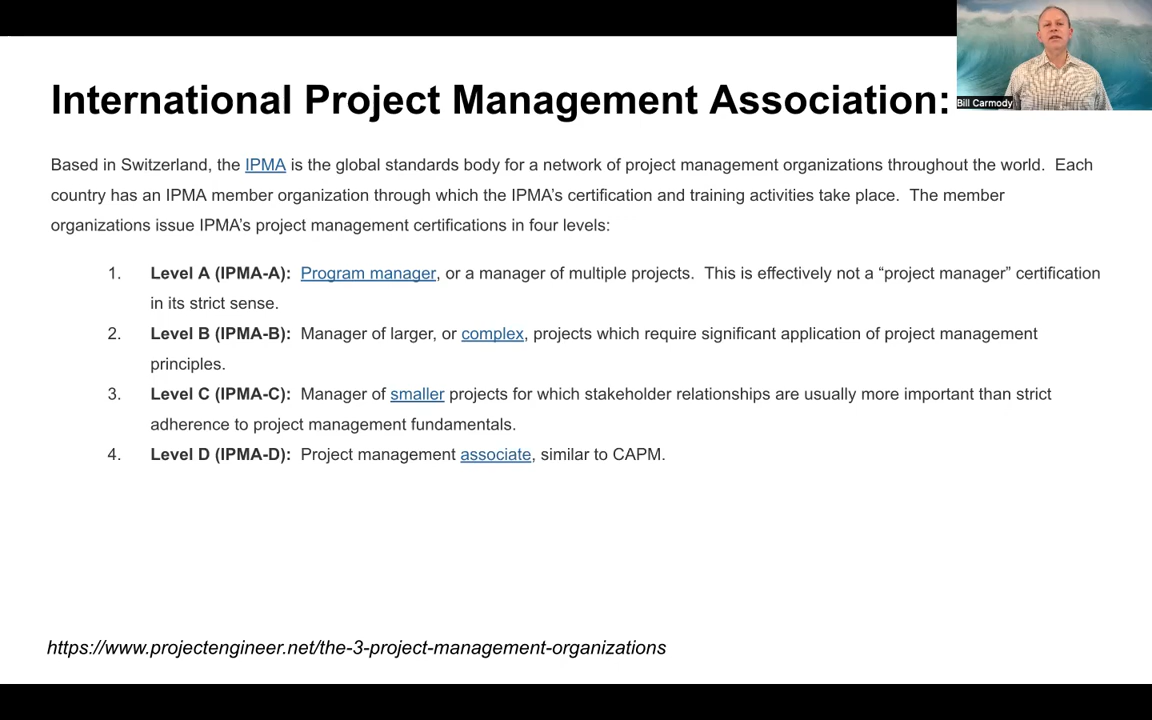 International Project Management Association:
Bill Carmody
Based in Switzerland, the IPMA is the global standards body for a network of project management organizations throughout the world.  Each
country has an IPMA member organization through which the IPMA’s certification and training activities take place.  The member
organizations issue IPMA’s project management certifications in four levels:
1. Level A (IPMA-A):  Program manager, or a manager of multiple projects.  This is effectively not a “project manager” certification
in its strict sense.
2. Level B (IPMA-B):  Manager of larger, or complex, projects which require significant application of project management
principles.
3. Level C (IPMA-C):  Manager of smaller projects for which stakeholder relationships are usually more important than strict
adherence to project management fundamentals.
4. Level D (IPMA-D):  Project management associate, similar to CAPM.
https://www.projectengineer.net/the-3-project-management-organizations